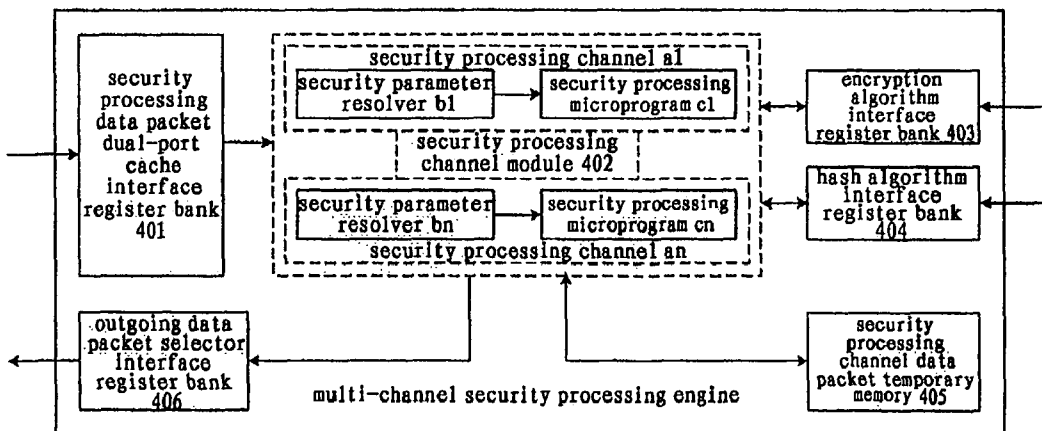 security
processing
data packet
dual-port
cache
interface
register bank
401
security processing channel a1
security parameter
resolver b1
security processing
microprogram c1
security processing
channel module 402
security parameter
resolver bn
security processing
microprogram cn
security processing channel an
encryption
algorithm
interface
register bank 403
hash algorithm
interface
register bank
404
outgoing data
packet selector
interface
register bank
406
multi-channel security processing engine
security
processing
channel data
packet temporary
memory 405